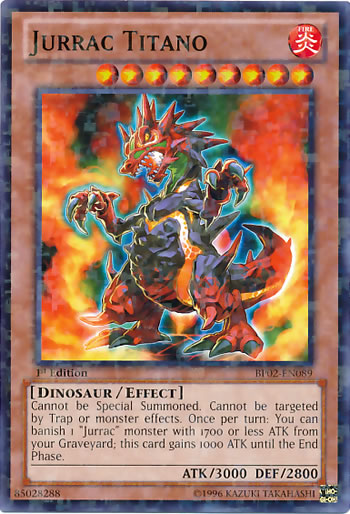 JURRAC TITANO
FIRE
炎
1st Edition
BP02-EN089
[DINOSAUR / EFFECT]
Cannot be Special Summoned. Cannot be targeted
by Trap or monster effects. Once per turn: You can
banish 1 "Jurrac" monster with 1700 or less ATK from
your Graveyard; this card gains 1000 ATK until the End
Phase.
ATK/3000 DEF/2800
85028288
©1996 KAZUKI TAKAHASHI